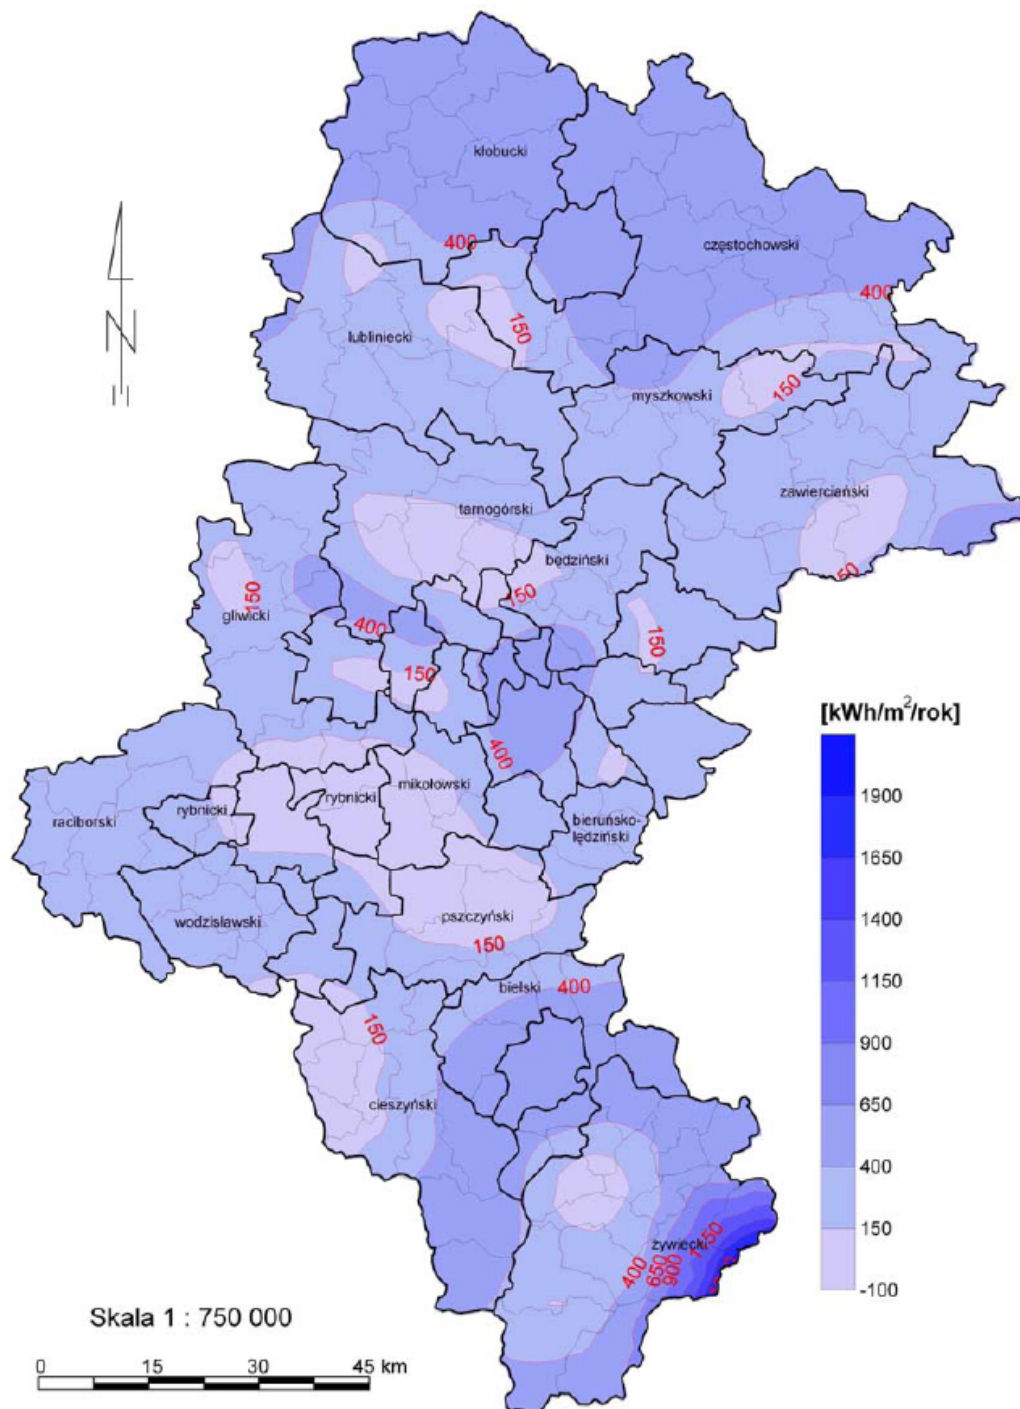 kłobucki
częstochowski
400
400
150
lubliniecki
myszkowski
150
zawierciański
tarnogórski
będziński
150
150
gliwicki
400
150
150
[kWh/m²/rok]
400
mikołowski
rybnicki
rybnicki
raciborski
bieruńsko-
lędziński
wodzisławski
pszczyński
150
bielski
400
150
cieszyński
żywiecki
1150
400
650
900
1900
1650
1400
1150
900
650
400
150
-100
N
Skala 1 : 750 000
0 15 30 45 km